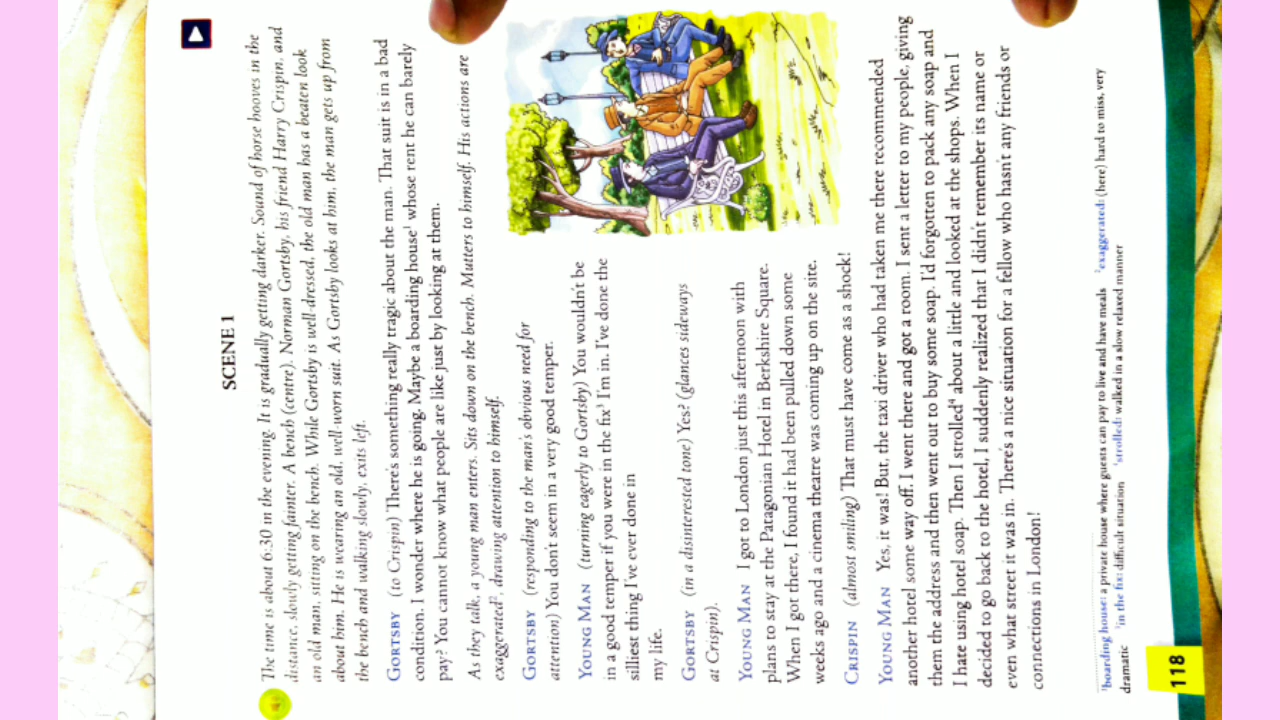 SCENE 1
The time is about 6:30 in the evening. It is gradually getting darker. Sound of horse hooves in the
distance, slowly getting fainter. A bench (centre). Norman Gortsby, his friend Harry Crispin, and
an old man, sitting on the bench. While Gortsby is well-dressed, the old man has a beaten look
about him. He is wearing an old, well-worn suit. As Gortsby looks at him, the man gets up from
the bench and walking slowly, exits left.
GORTSBY (to Crispin) There's something really tragic about the man. That suit is in a bad
condition. I wonder where he is going. Maybe a boarding house¹ whose rent he can barely
pay? You cannot know what people are like just by looking at them.
As they talk, a young man enters. Sits down on the bench. Mutters to himself. His actions are
exaggerated², drawing attention to himself.
GORTSBY (responding to the man's obvious need for
attention) You don't seem in a very good temper.
YOUNG MAN (turning eagerly to Gortsby) You wouldn't be
in a good temper if you were in the fix³ I'm in. I've done the
silliest thing I've ever done in
my life.
GORTSBY (in a disinterested tone) Yes? (glances sideways
at Crispin).
YOUNG MAN I got to London just this afternoon with
plans to stay at the Patagonian Hotel in Berkshire Square.
When I got there, I found it had been pulled down some
weeks ago and a cinema theatre was coming up on the site.
CRISPIN (almost smiling) That must have come as a shock!
YOUNG MAN Yes, it was! But, the taxi driver who had taken me there recommended
another hotel some way off. I went there and got a room. I sent a letter to my people, giving
them the address and then went out to buy some soap. I'd forgotten to pack any soap and
I hate using hotel soap. Then I strolled⁴ about a little and looked at the shops. When I
decided to go back to the hotel, I suddenly realized that I didn't remember its name or
even what street it was in. There's a nice situation for a fellow who hasn't any friends or
connections in London!
¹boarding house: a private house where guests can pay to live and have meals ²exaggerated: (here) hard to miss, very
dramatic ³in the fix: difficult situation ⁴strolled: walked in a slow relaxed manner
118